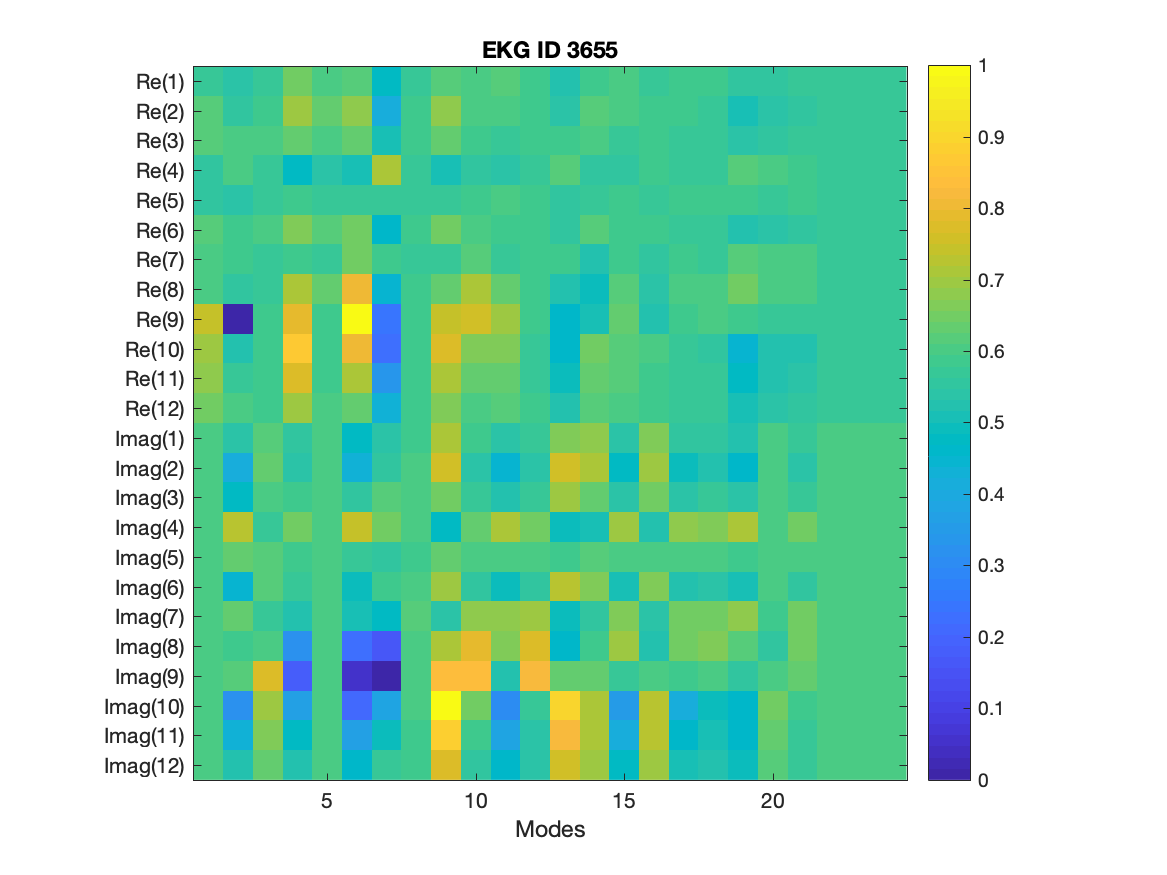 EKG ID 3655
Re(1)
Re(2)
Re(3)
Re(4)
Re(5)
Re(6)
Re(7)
Re(8)
Re(9)
Re(10)
Re(11)
Re(12)
Imag(1)
Imag(2)
Imag(3)
Imag(4)
Imag(5)
Imag(6)
Imag(7)
Imag(8)
Imag(9)
Imag(10)
Imag(11)
Imag(12)
5 10 15 20
Modes
1
0.9
0.8
0.7
0.6
0.5
0.4
0.3
0.2
0.1
0